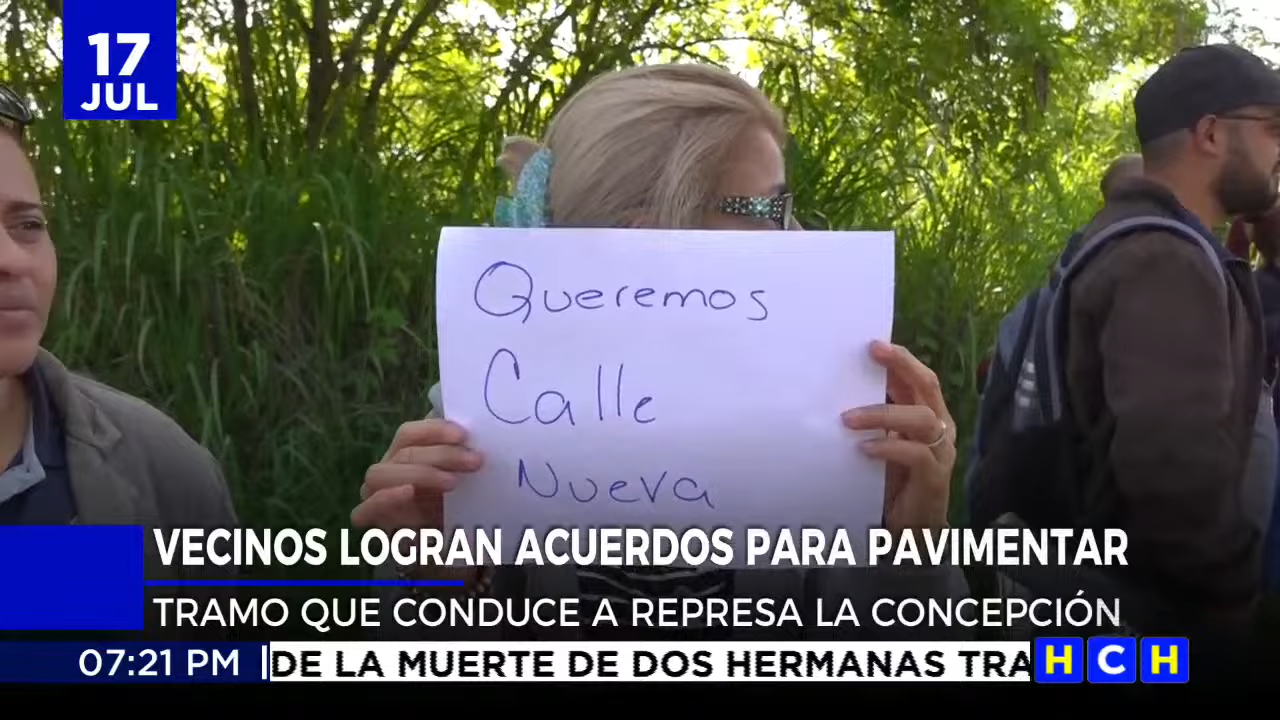 17
JUL
Queremos
Calle
Nueva
VECINOS LOGRAN ACUERDOS PARA PAVIMENTAR
TRAMO QUE CONDUCE A REPRESA LA CONCEPCIÓN
07:21 PM DE LA MUERTE DE DOS HERMANAS TRA HCH